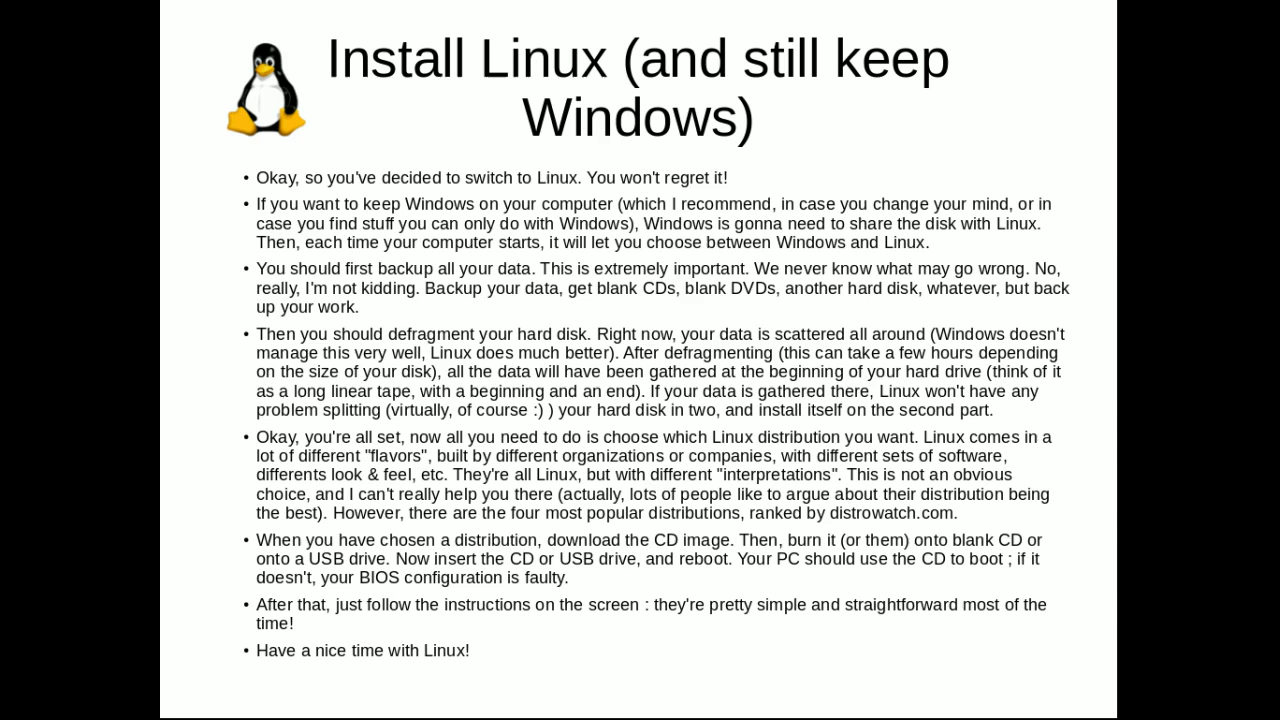 Install Linux (and still keep
Windows)
• Okay, so you've decided to switch to Linux. You won't regret it!
• If you want to keep Windows on your computer (which I recommend, in case you change your mind, or in
case you find stuff you can only do with Windows), Windows is gonna need to share the disk with Linux.
Then, each time your computer starts, it will let you choose between Windows and Linux.
• You should first backup all your data. This is extremely important. We never know what may go wrong. No,
really, I'm not kidding. Backup your data, get blank CDs, blank DVDs, another hard disk, whatever, but back
up your work.
• Then you should defragment your hard disk. Right now, your data is scattered all around (Windows doesn't
manage this very well, Linux does much better). After defragmenting (this can take a few hours depending
on the size of your disk), all the data will have been gathered at the beginning of your hard drive (think of it
as a long linear tape, with a beginning and an end). If your data is gathered there, Linux won't have any
problem splitting (virtually, of course :) ) your hard disk in two, and install itself on the second part.
• Okay, you're all set, now all you need to do is choose which Linux distribution you want. Linux comes in a
lot of different "flavors", built by different organizations or companies, with different sets of software,
differents look & feel, etc. They're all Linux, but with different "interpretations". This is not an obvious
choice, and I can't really help you there (actually, lots of people like to argue about their distribution being
the best). However, there are the four most popular distributions, ranked by distrowatch.com.
• When you have chosen a distribution, download the CD image. Then, burn it (or them) onto blank CD or
onto a USB drive. Now insert the CD or USB drive, and reboot. Your PC should use the CD to boot ; if it
doesn't, your BIOS configuration is faulty.
• After that, just follow the instructions on the screen : they're pretty simple and straightforward most of the
time!
• Have a nice time with Linux!